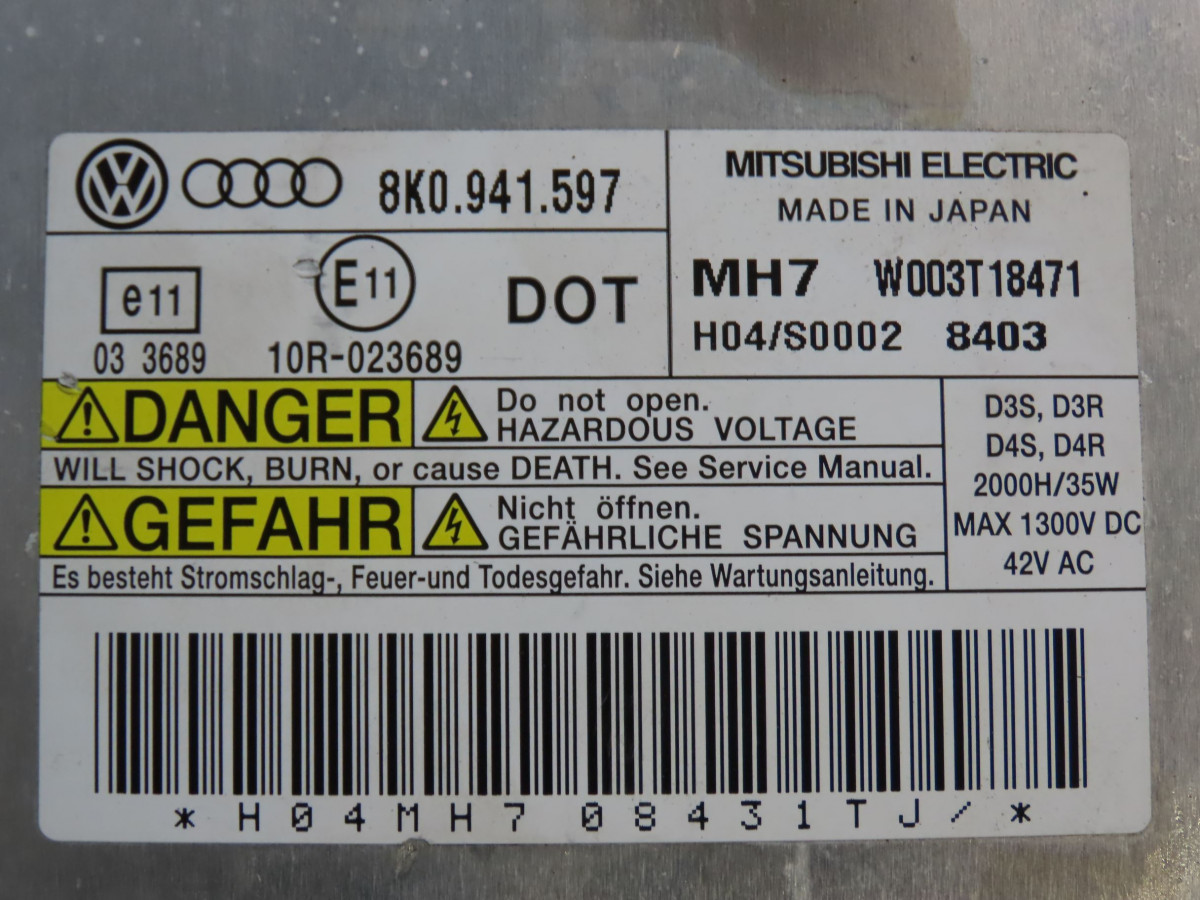 8K0.941.597
MITSUBISHI ELECTRIC
MADE IN JAPAN
e11
E11
DOT
03 3689
10R-023689
MH7 W003T18471
H04/S0002 8403
DANGER
Do not open.
HAZARDOUS VOLTAGE
WILL SHOCK, BURN, or cause DEATH. See Service Manual.
GEFAHR
Nicht öffnen.
GEFÄHRLICHE SPANNUNG
Es besteht Stromschlag-, Feuer-und Todesgefahr. Siehe Wartungsanleitung.
D3S, D3R
D4S, D4R
2000H/35W
MAX 1300V DC
42V AC
*H04MH708431TJ/*